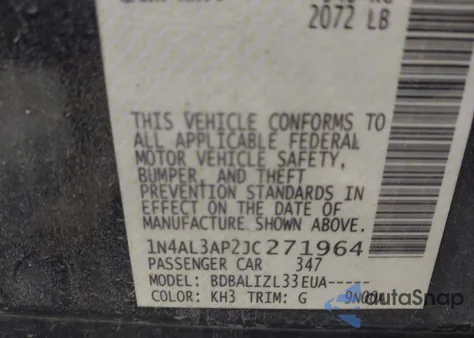 2072 LB
THIS VEHICLE CONFORMS TO
ALL APPLICABLE FEDERAL
MOTOR VEHICLE SAFETY,
BUMPER, AND THEFT
PREVENTION STANDARDS IN
EFFECT ON THE DATE OF
MANUFACTURE SHOWN ABOVE.
1N4AL3AP2JC271964
PASSENGER CAR 347
MODEL: BDBALIZL33EUA-----
COLOR: KH3 TRIM: G
autoSnap